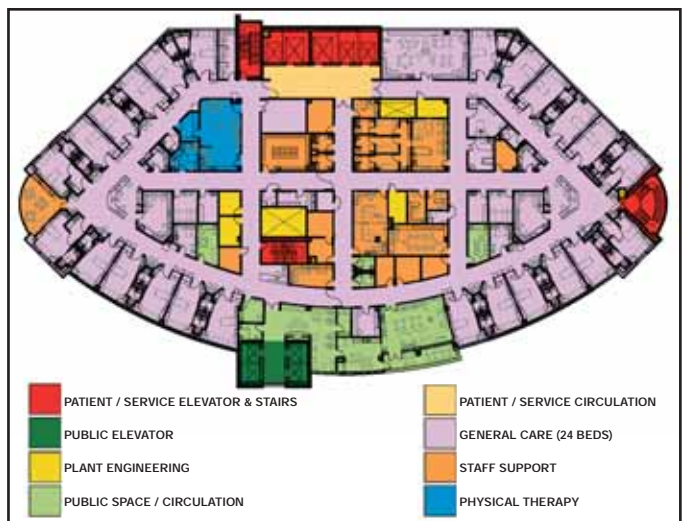 PATIENT / SERVICE ELEVATOR & STAIRS
PUBLIC ELEVATOR
PLANT ENGINEERING
PUBLIC SPACE / CIRCULATION
PATIENT / SERVICE CIRCULATION
GENERAL CARE (24 BEDS)
STAFF SUPPORT
PHYSICAL THERAPY